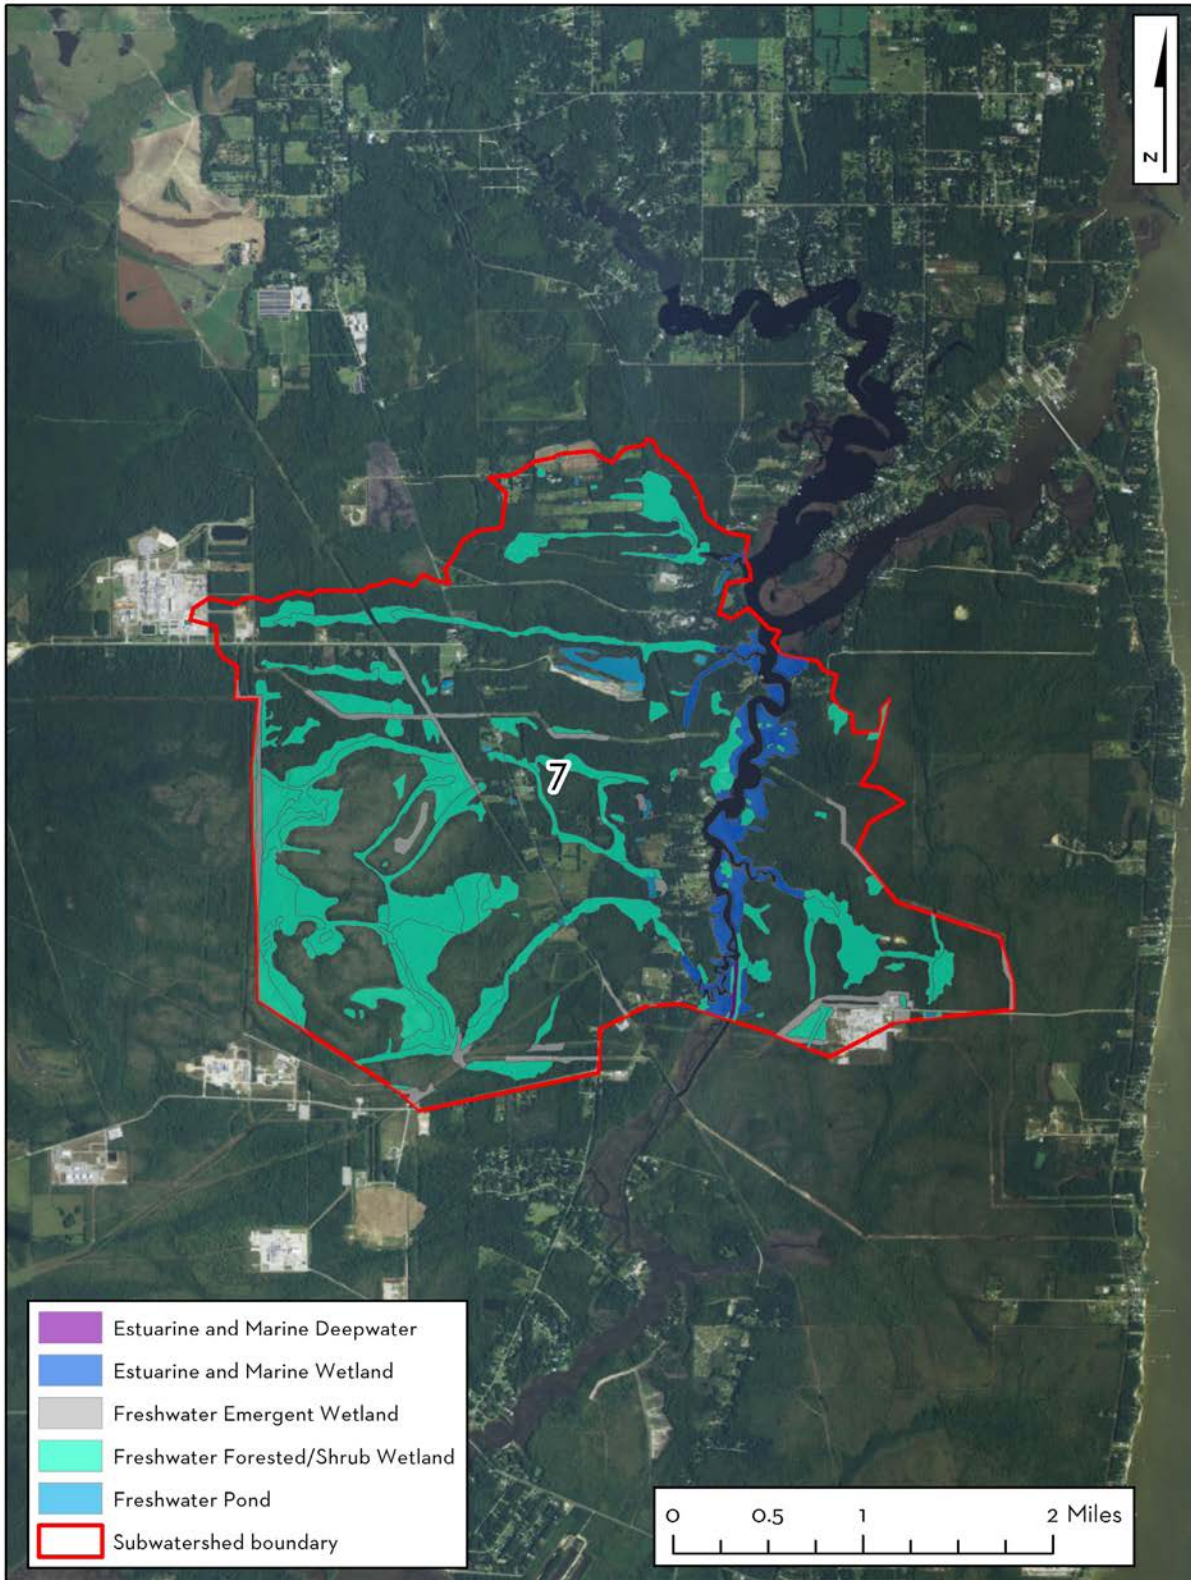 N
7
Estuarine and Marine Deepwater
Estuarine and Marine Wetland
Freshwater Emergent Wetland
Freshwater Forested/Shrub Wetland
Freshwater Pond
Subwatershed boundary
0 0.5 1 2 Miles